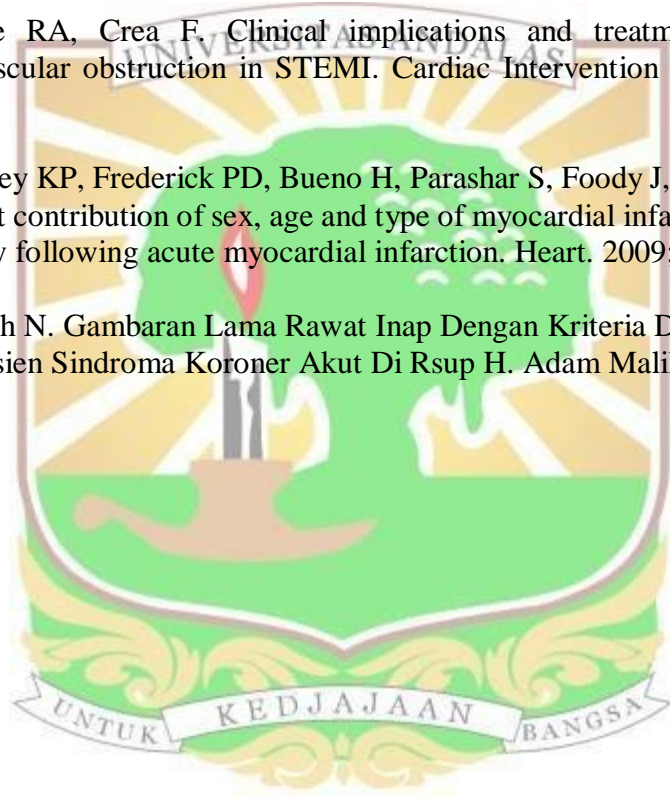 e RA, Crea F. Clinical implications and treatm
UNIVERSITAS ANDALAS
scular obstruction in STEMI. Cardiac Intervention
ey KP, Frederick PD, Bueno H, Parashar S, Foody J,
t contribution of sex, age and type of myocardial infa
y following acute myocardial infarction. Heart. 2009;
h N. Gambaran Lama Rawat Inap Dengan Kriteria D
sien Sindroma Koroner Akut Di Rsup H. Adam Mali
UNTUK KEDJAJAAN BANGSA